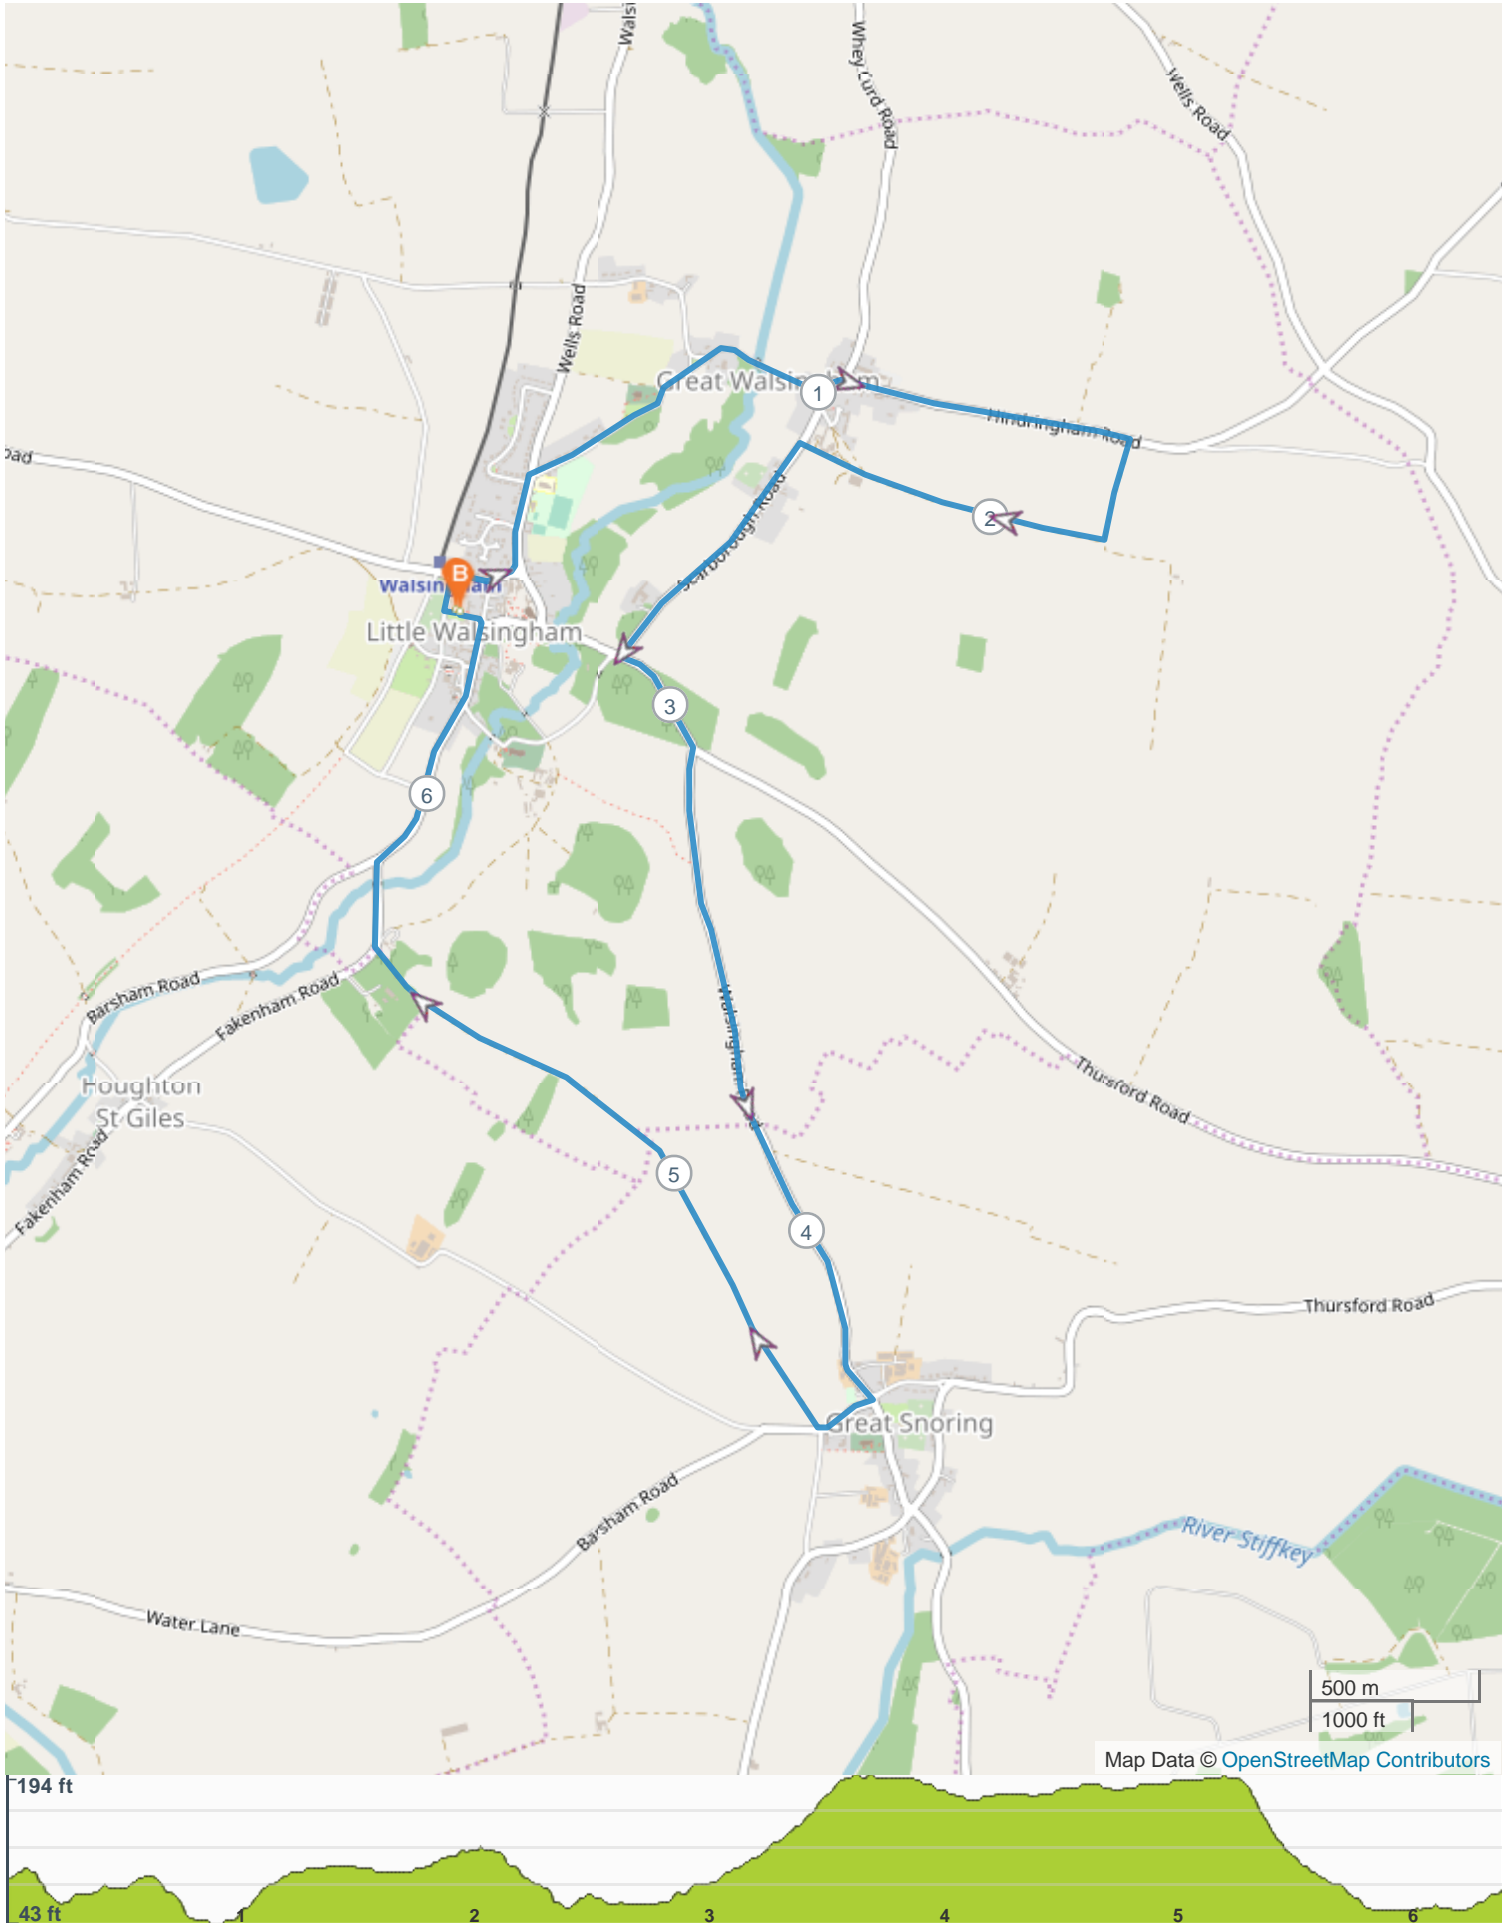 Whey Curd Road
Wells Road
Wells Road
Great Walsingham
1
Hindringham Road
2
Scarborough Road
B
Walsingham
Little Walsingham
3
6
Barsham Road
Fakenham Road
Thursford Road
Houghton
St Giles
Fakenham Road
5
4
Thursford Road
Great Snoring
Barsham Road
River Stiffkey
Water Lane
500 m
1000 ft
Map Data © OpenStreetMap Contributors
194 ft
43 ft
1
2
3
4
5
6